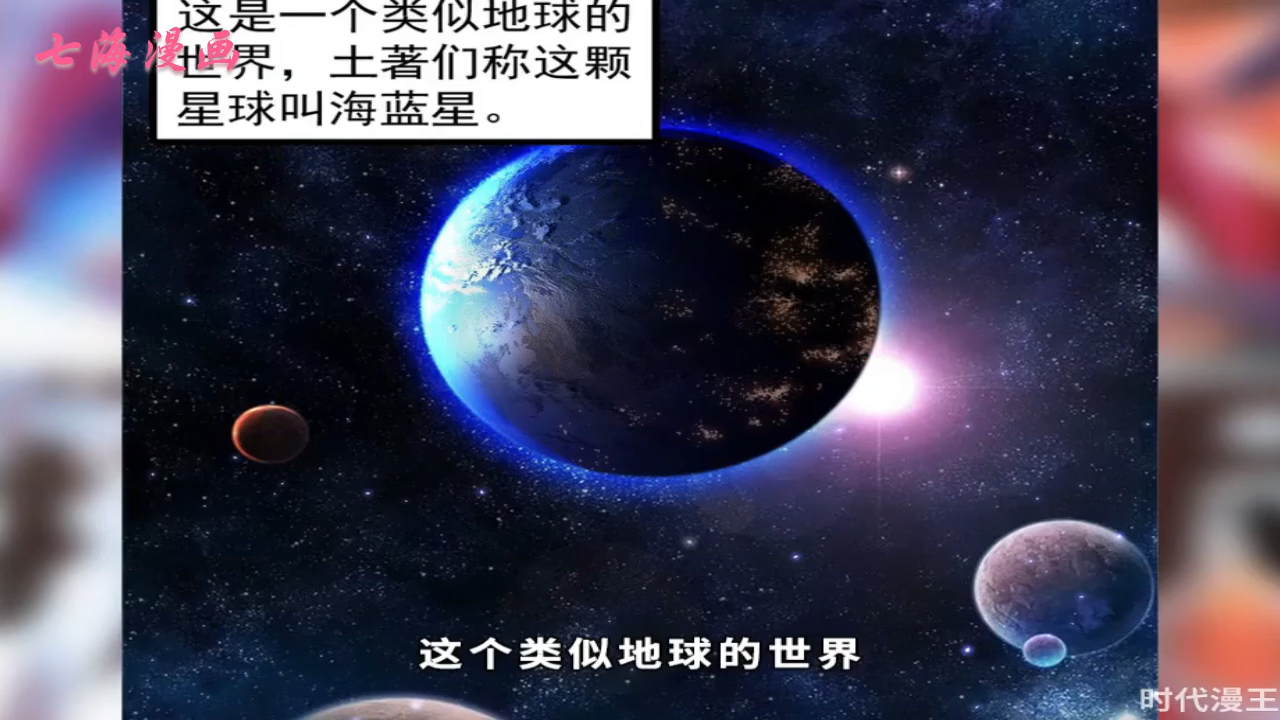 这是一个类似地球的
七海漫画
世界，土著们称这颗
星球叫海蓝星。
这个类似地球的世界
时代漫王